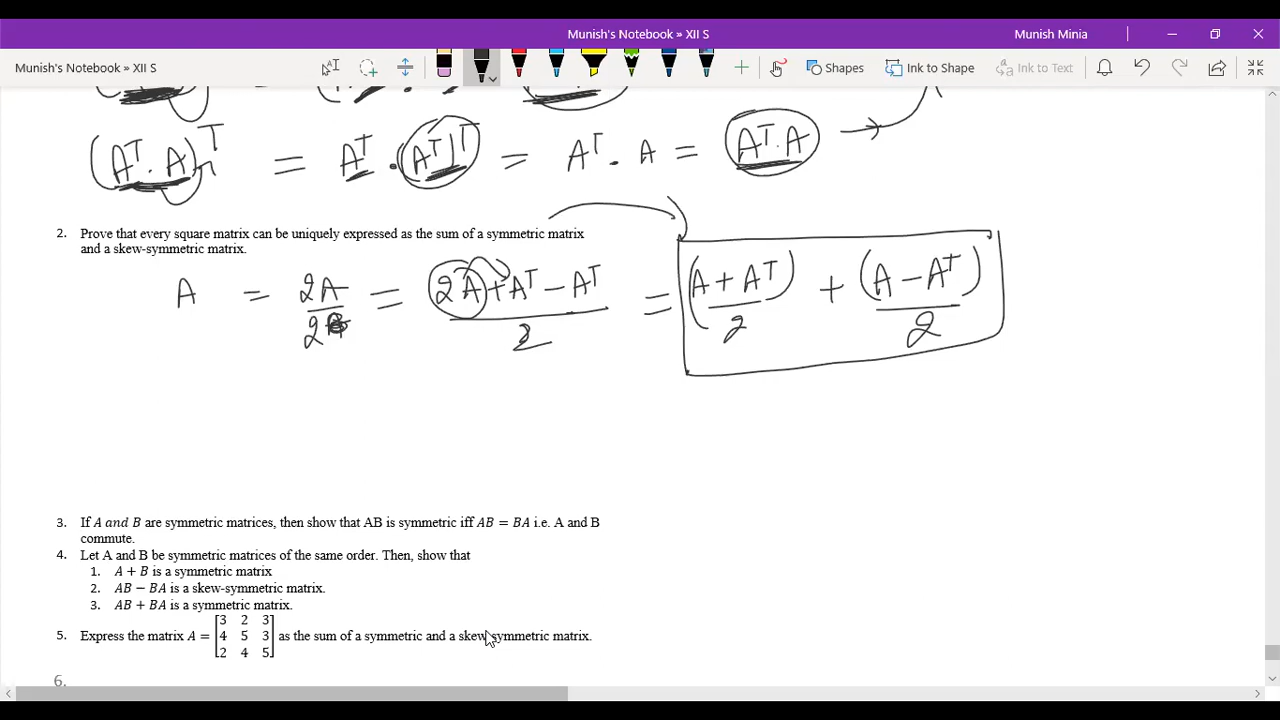 Munish's Notebook » XII S
Munish Minia
Munish's Notebook » XII S
Shapes
Ink to Shape
Ink to Text
(Aᵀ · A)ᵀ = Aᵀ · (Aᵀ)ᵀ = Aᵀ · A = Aᵀ · A →
2. Prove that every square matrix can be uniquely expressed as the sum of a symmetric matrix
and a skew-symmetric matrix.
A = 2A/2 = (2A + Aᵀ − Aᵀ)/2 = (A + Aᵀ)/2 + (A − Aᵀ)/2
3. If A and B are symmetric matrices, then show that AB is symmetric iff AB = BA i.e. A and B
commute.
4. Let A and B be symmetric matrices of the same order. Then, show that
1. A + B is a symmetric matrix
2. AB − BA is a skew-symmetric matrix.
3. AB + BA is a symmetric matrix.
5. Express the matrix A = [3 2 3; 4 5 3; 2 4 5] as the sum of a symmetric and a skew-symmetric matrix.
6.